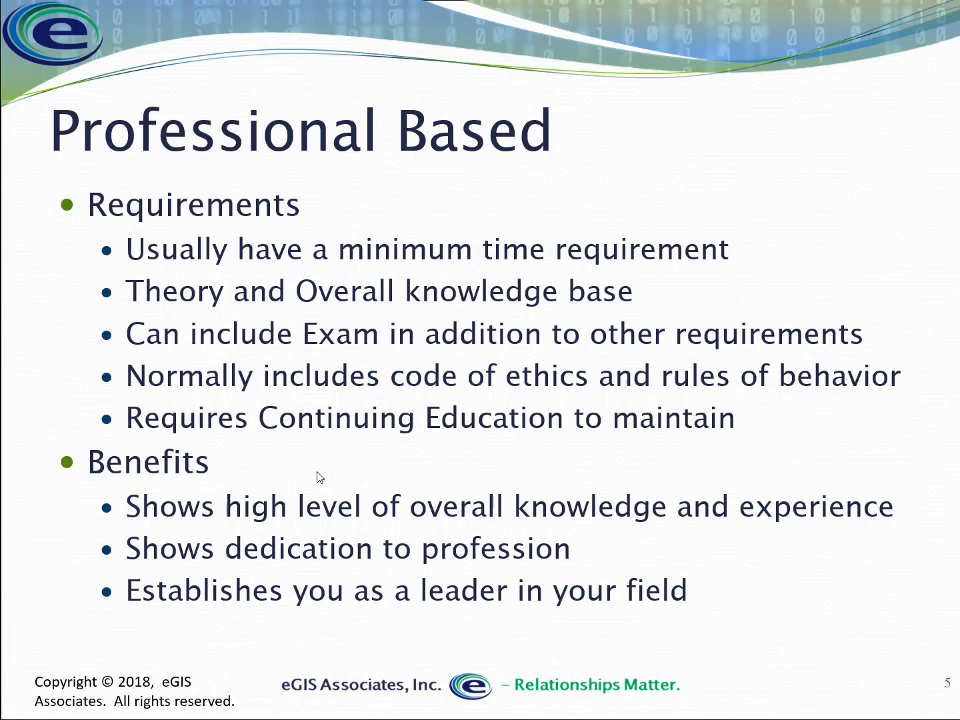 e
Professional Based
Requirements
Usually have a minimum time requirement
Theory and Overall knowledge base
Can include Exam in addition to other requirements
Normally includes code of ethics and rules of behavior
Requires Continuing Education to maintain
Benefits
Shows high level of overall knowledge and experience
Shows dedication to profession
Establishes you as a leader in your field
Copyright © 2018, eGIS
Associates. All rights reserved.
eGIS Associates, Inc. e – Relationships Matter.
5